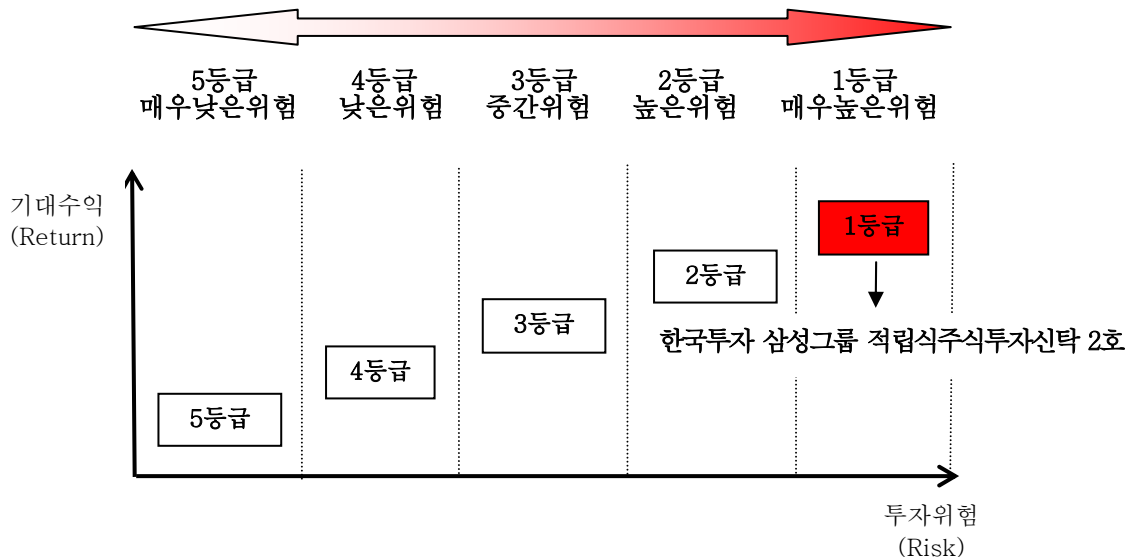 5등급 4등급 3등급 2등급 1등급
매우낮은위험 낮은위험 중간위험 높은위험 매우높은위험
기대수익
(Return)
1등급
2등급
3등급
한국투자 삼성그룹 적립식주식투자신탁 2호
4등급
5등급
투자위험
(Risk)